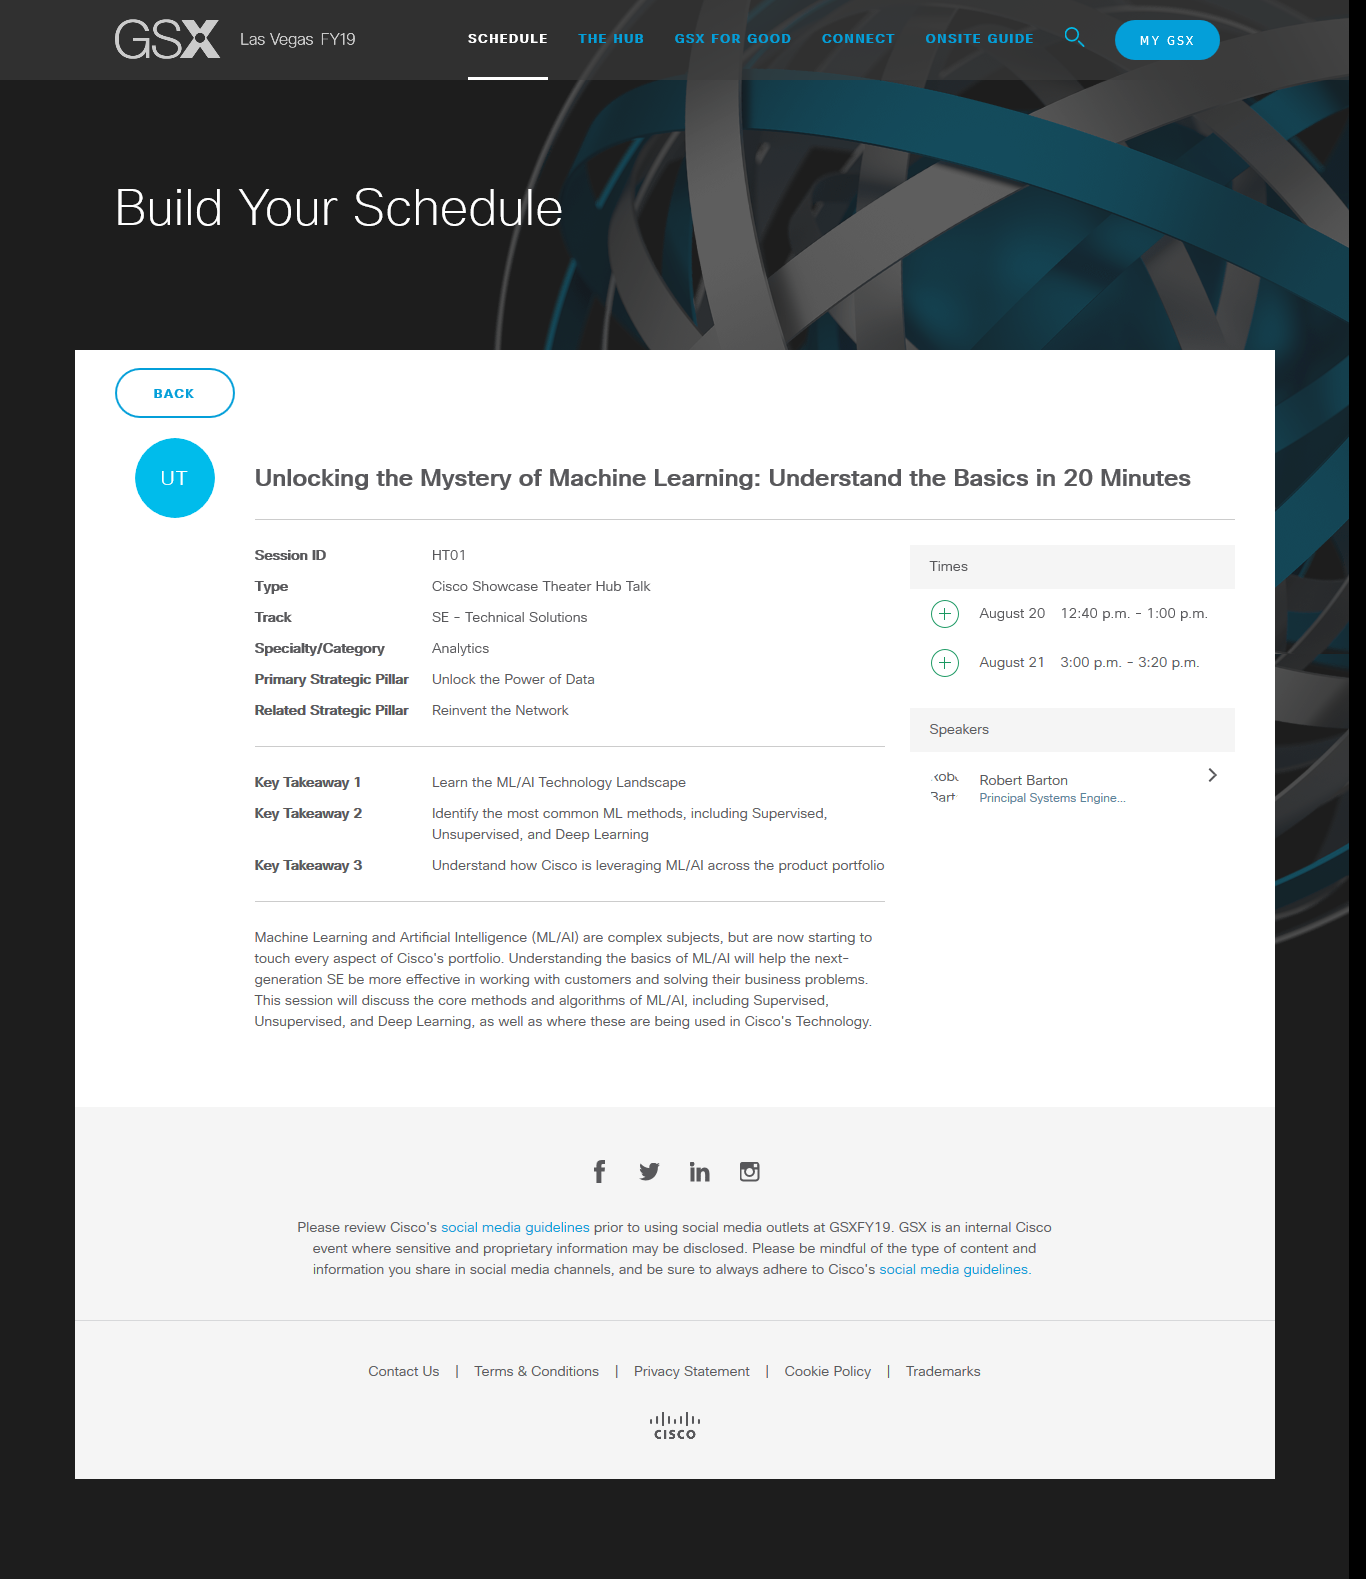 GSX Las Vegas FY19 SCHEDULE THE HUB GSX FOR GOOD CONNECT ONSITE GUIDE MY GSX
Build Your Schedule
BACK
UT
Unlocking the Mystery of Machine Learning: Understand the Basics in 20 Minutes
Session ID HT01
Type Cisco Showcase Theater Hub Talk
Track SE - Technical Solutions
Specialty/Category Analytics
Primary Strategic Pillar Unlock the Power of Data
Related Strategic Pillar Reinvent the Network
Key Takeaway 1 Learn the ML/AI Technology Landscape
Key Takeaway 2 Identify the most common ML methods, including Supervised,
Unsupervised, and Deep Learning
Key Takeaway 3 Understand how Cisco is leveraging ML/AI across the product portfolio
Machine Learning and Artificial Intelligence (ML/AI) are complex subjects, but are now starting to
touch every aspect of Cisco's portfolio. Understanding the basics of ML/AI will help the next-
generation SE be more effective in working with customers and solving their business problems.
This session will discuss the core methods and algorithms of ML/AI, including Supervised,
Unsupervised, and Deep Learning, as well as where these are being used in Cisco's Technology.
Times
August 20 12:40 p.m. - 1:00 p.m.
August 21 3:00 p.m. - 3:20 p.m.
Speakers
Robert Barton
Principal Systems Engine...
Please review Cisco's social media guidelines prior to using social media outlets at GSXFY19. GSX is an internal Cisco
event where sensitive and proprietary information may be disclosed. Please be mindful of the type of content and
information you share in social media channels, and be sure to always adhere to Cisco's social media guidelines.
Contact Us | Terms & Conditions | Privacy Statement | Cookie Policy | Trademarks
CISCO